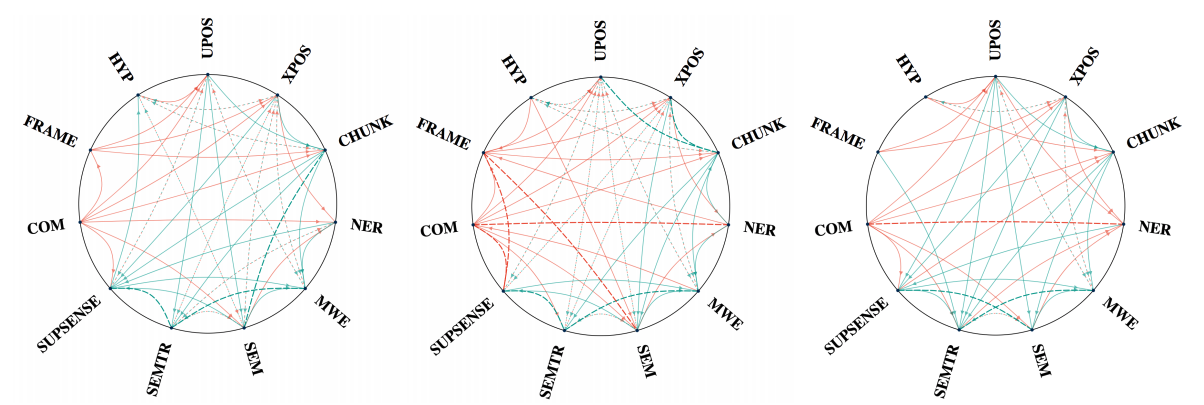 UPOS
XPOS
CHUNK
NER
MWE
SEM
SEMTR
SUPSENSE
COM
FRAME
HYP
UPOS
XPOS
CHUNK
NER
MWE
SEM
SEMTR
SUPSENSE
COM
FRAME
HYP
UPOS
XPOS
CHUNK
NER
MWE
SEM
SEMTR
SUPSENSE
COM
FRAME
HYP